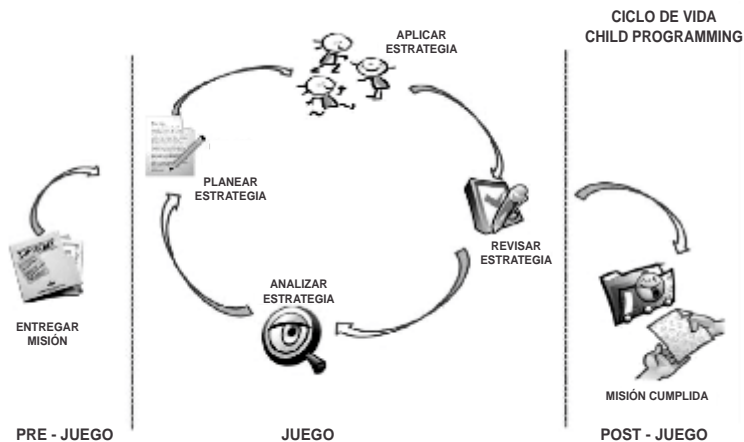 CICLO DE VIDA
CHILD PROGRAMMING
APLICAR
ESTRATEGIA
PLANEAR
ESTRATEGIA
REVISAR
ESTRATEGIA
ANALIZAR
ESTRATEGIA
ENTREGAR
MISIÓN
MISIÓN CUMPLIDA
PRE - JUEGO
JUEGO
POST - JUEGO